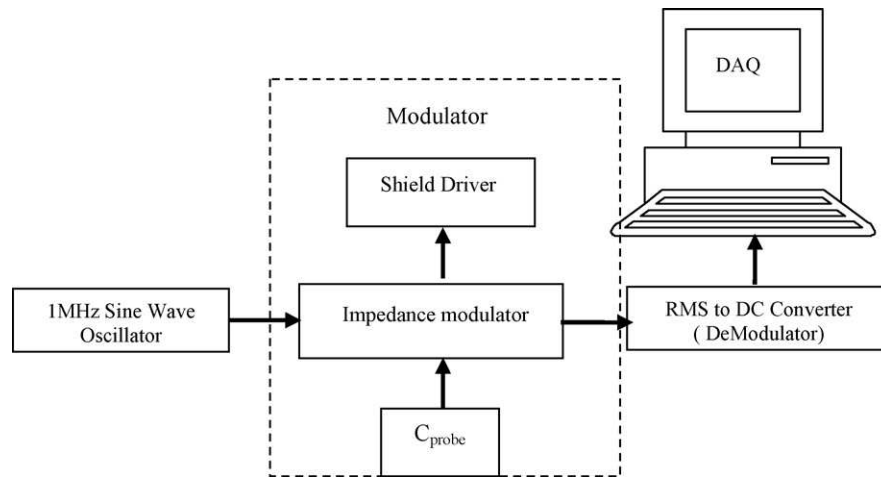 DAQ
Modulator
Shield Driver
1MHz Sine Wave
Oscillator
Impedance modulator
RMS to DC Converter
( DeModulator)
Cprobe